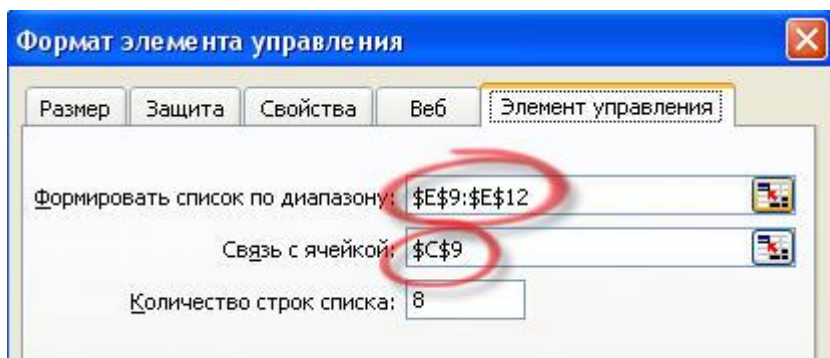 Формат элемента управления
Размер Защита Свойства Веб Элемент управления
Формировать список по диапазону: $E$9:$E$12
Связь с ячейкой: $C$9
Количество строк списка: 8